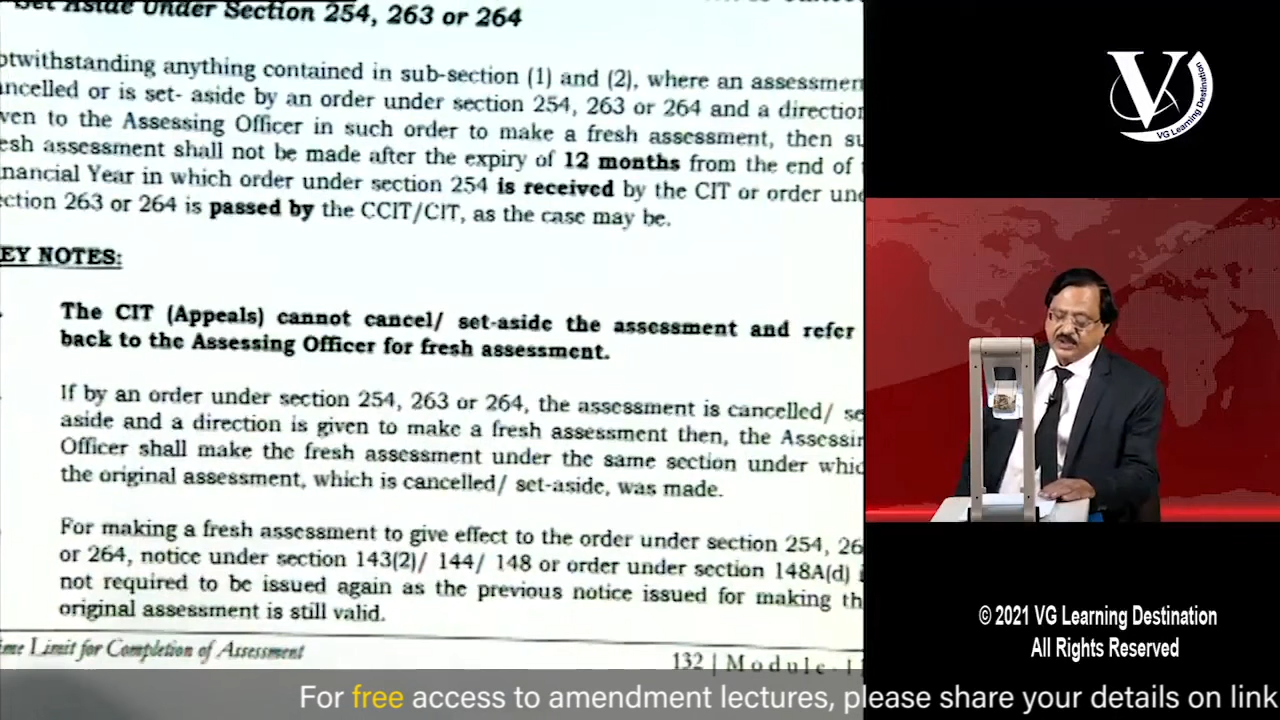 Set Aside Under Section 254, 263 or 264
otwithstanding anything contained in sub-section (1) and (2), where an assessmen
ncelled or is set- aside by an order under section 254, 263 or 264 and a direction
ven to the Assessing Officer in such order to make a fresh assessment, then su
esh assessment shall not be made after the expiry of 12 months from the end of
nancial Year in which order under section 254 is received by the CIT or order und
ction 263 or 264 is passed by the CCIT/CIT, as the case may be.
EY NOTES:
The CIT (Appeals) cannot cancel/ set-aside the assessment and refer
back to the Assessing Officer for fresh assessment.
If by an order under section 254, 263 or 264, the assessment is cancelled/ se
aside and a direction is given to make a fresh assessment then, the Assessin
Officer shall make the fresh assessment under the same section under whic
the original assessment, which is cancelled/ set-aside, was made.
For making a fresh assessment to give effect to the order under section 254, 26
or 264, notice under section 143(2)/ 144/ 148 or order under section 148A(d) i
not required to be issued again as the previous notice issued for making th
original assessment is still valid.
ime Limit for Completion of Assessment
132 | Module-1
V
VG Learning Destination
© 2021 VG Learning Destination
All Rights Reserved
For free access to amendment lectures, please share your details on link